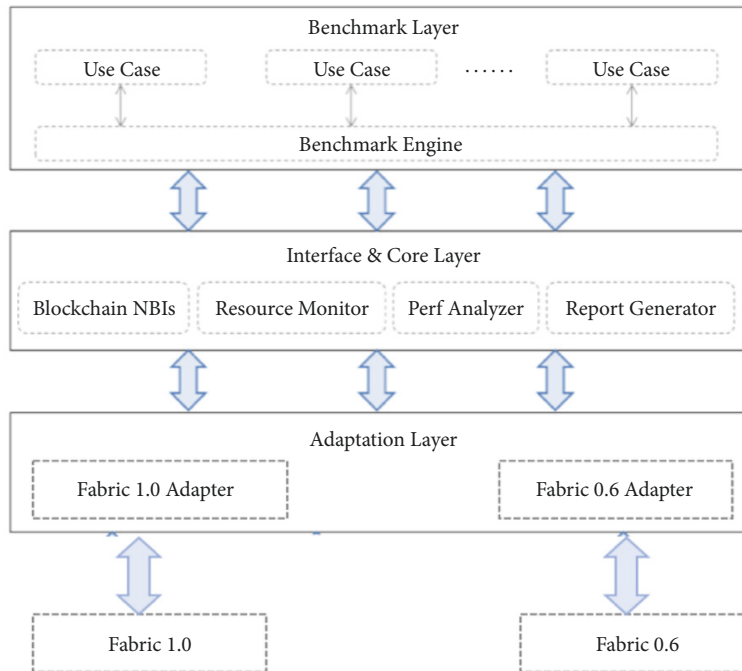 Benchmark Layer
Use Case Use Case ...... Use Case
Benchmark Engine
Interface & Core Layer
Blockchain NBIs Resource Monitor Perf Analyzer Report Generator
Adaptation Layer
Fabric 1.0 Adapter Fabric 0.6 Adapter
Fabric 1.0 Fabric 0.6